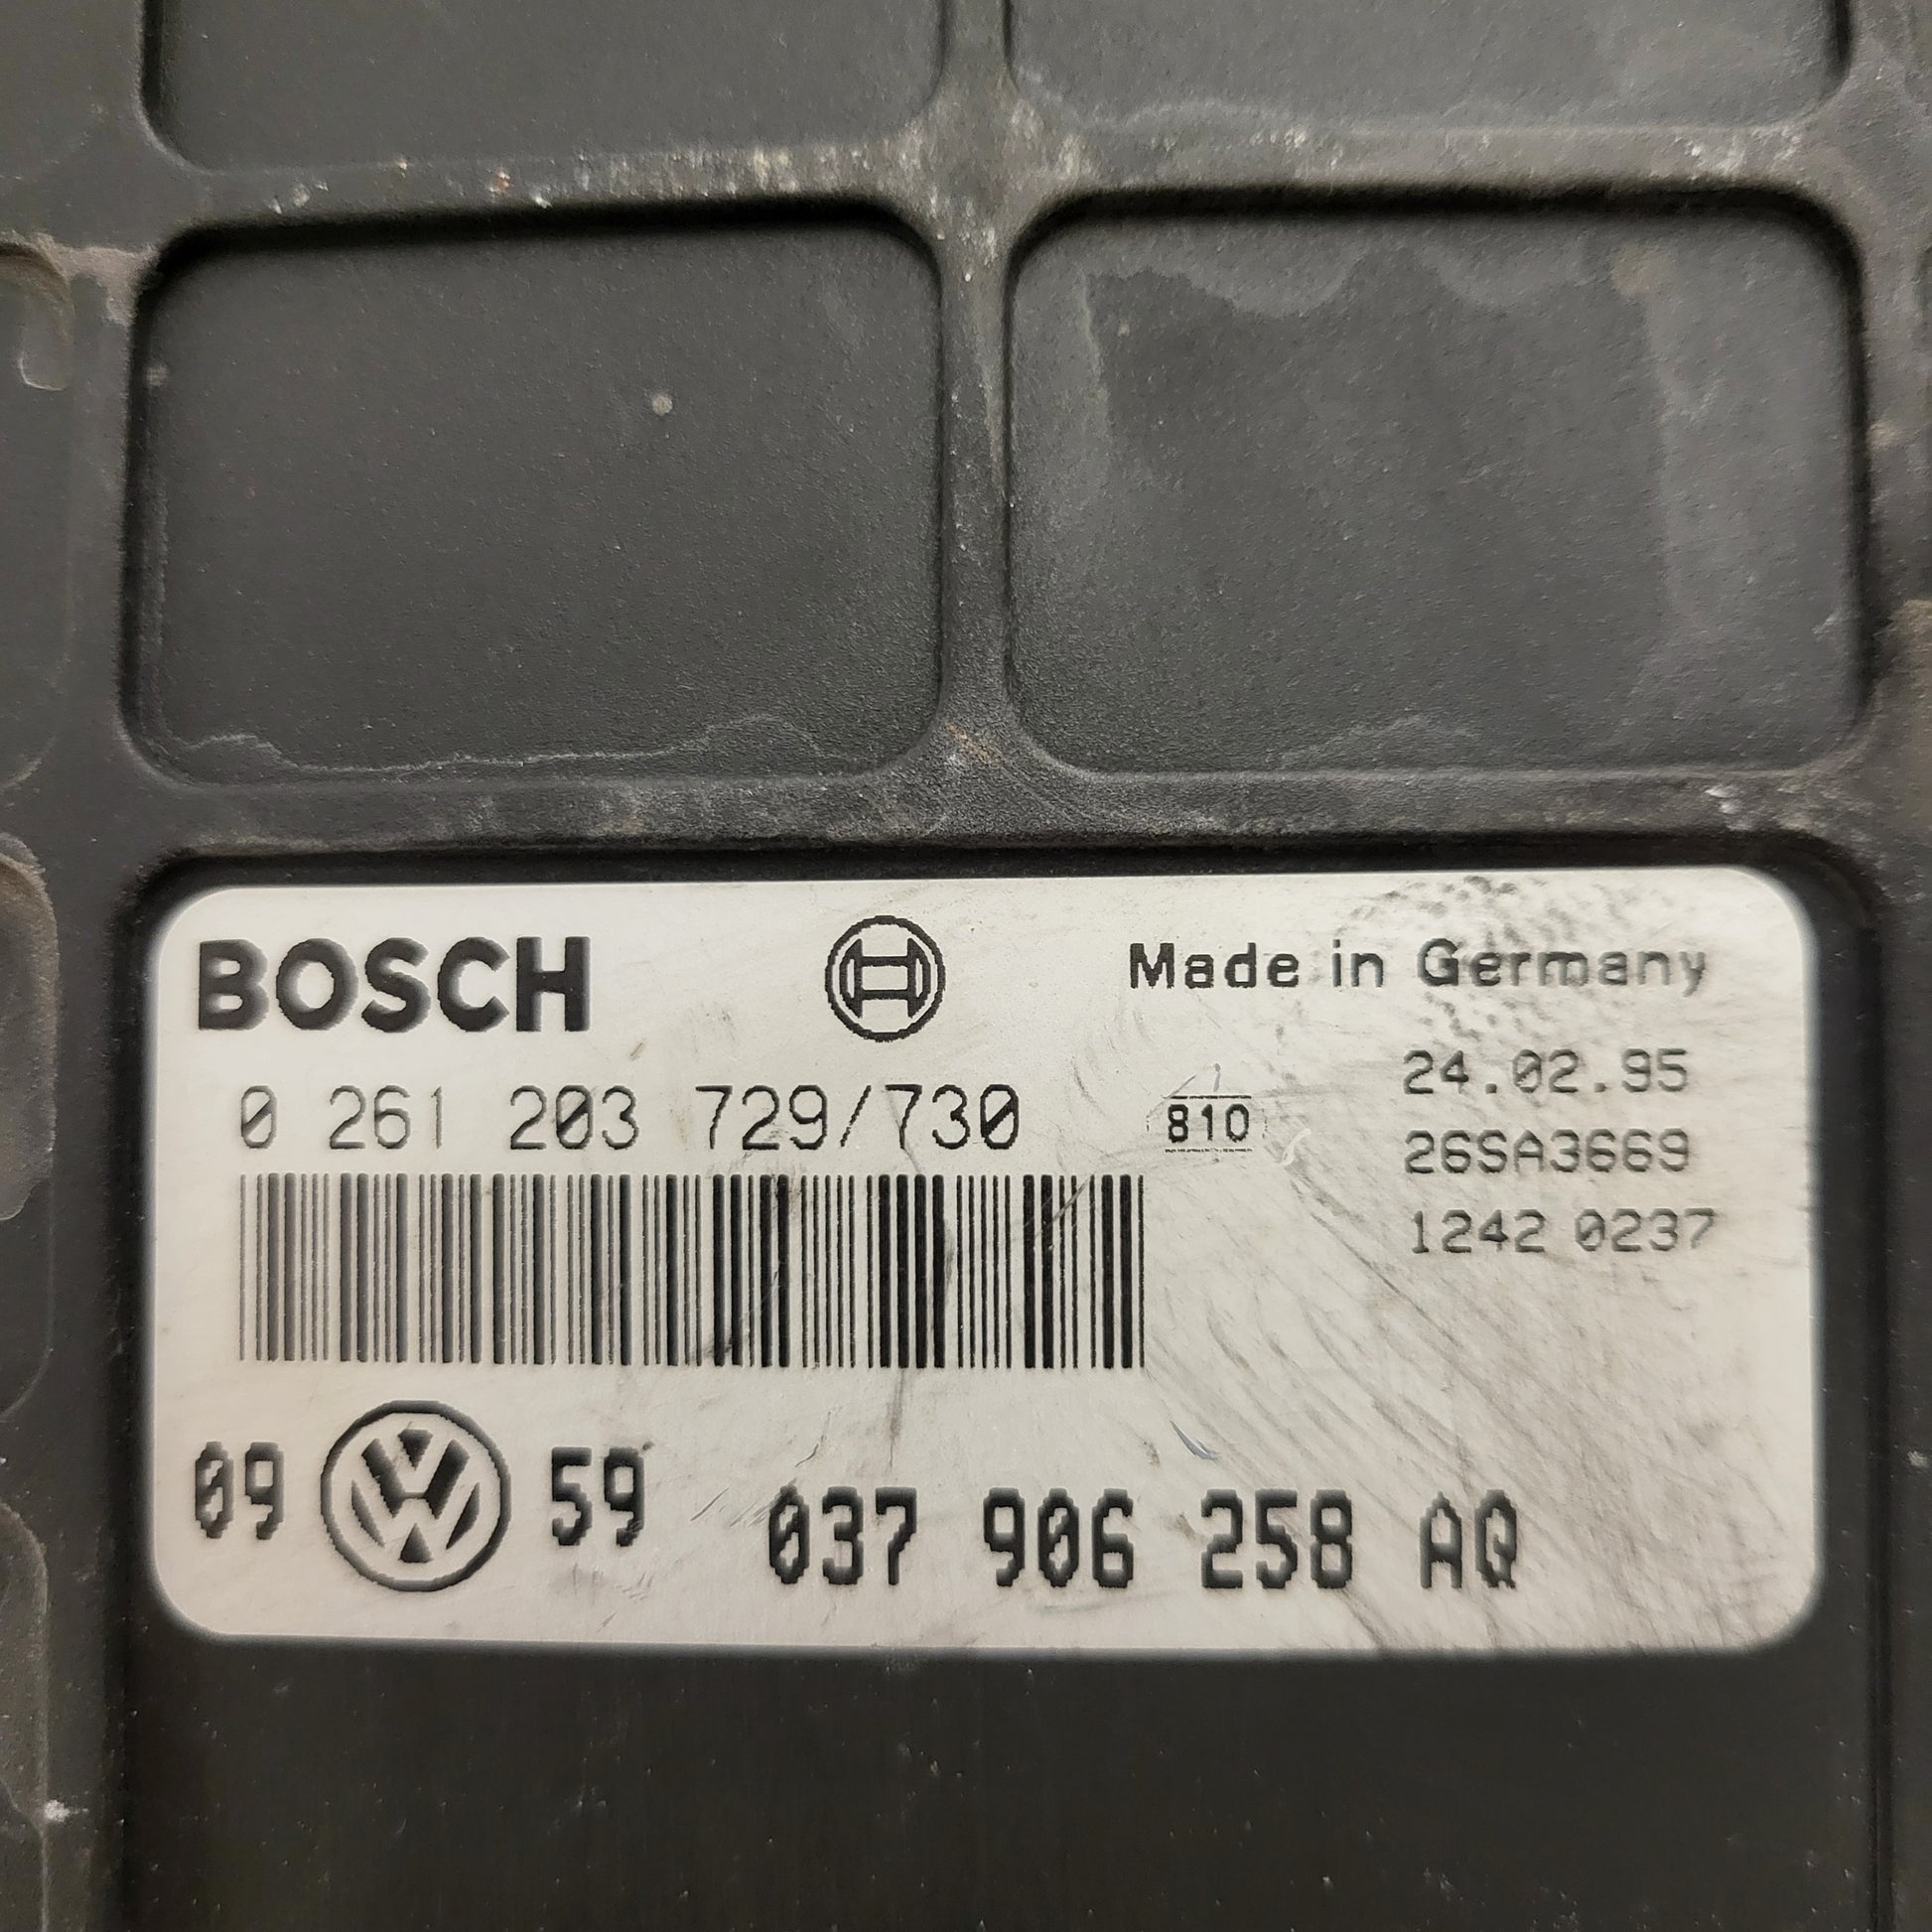 BOSCH Made in Germany
0 261 203 729/730 810 24.02.95
26SA3669
1242 0237
09 VW 59 037 906 258 AQ